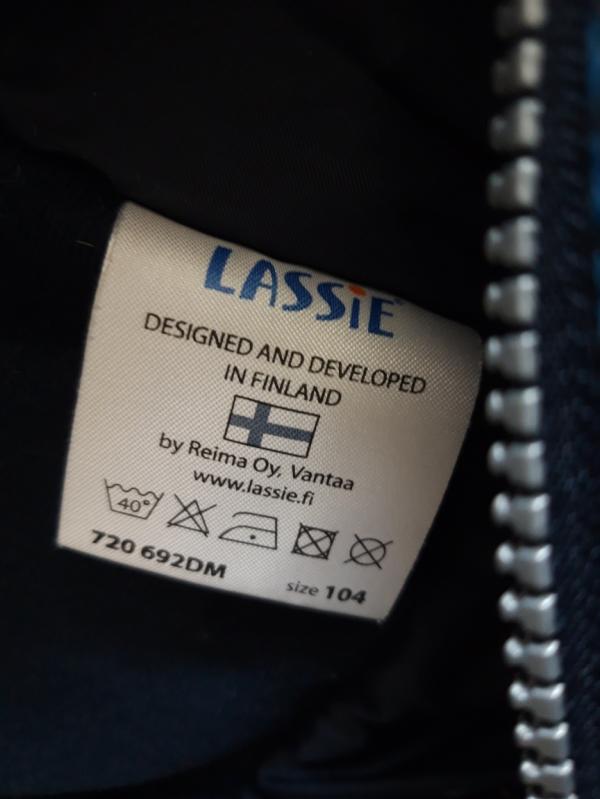 LASSiE
DESIGNED AND DEVELOPED
IN FINLAND
by Reima Oy, Vantaa
www.lassie.fi
40°
720 692DM
size 104